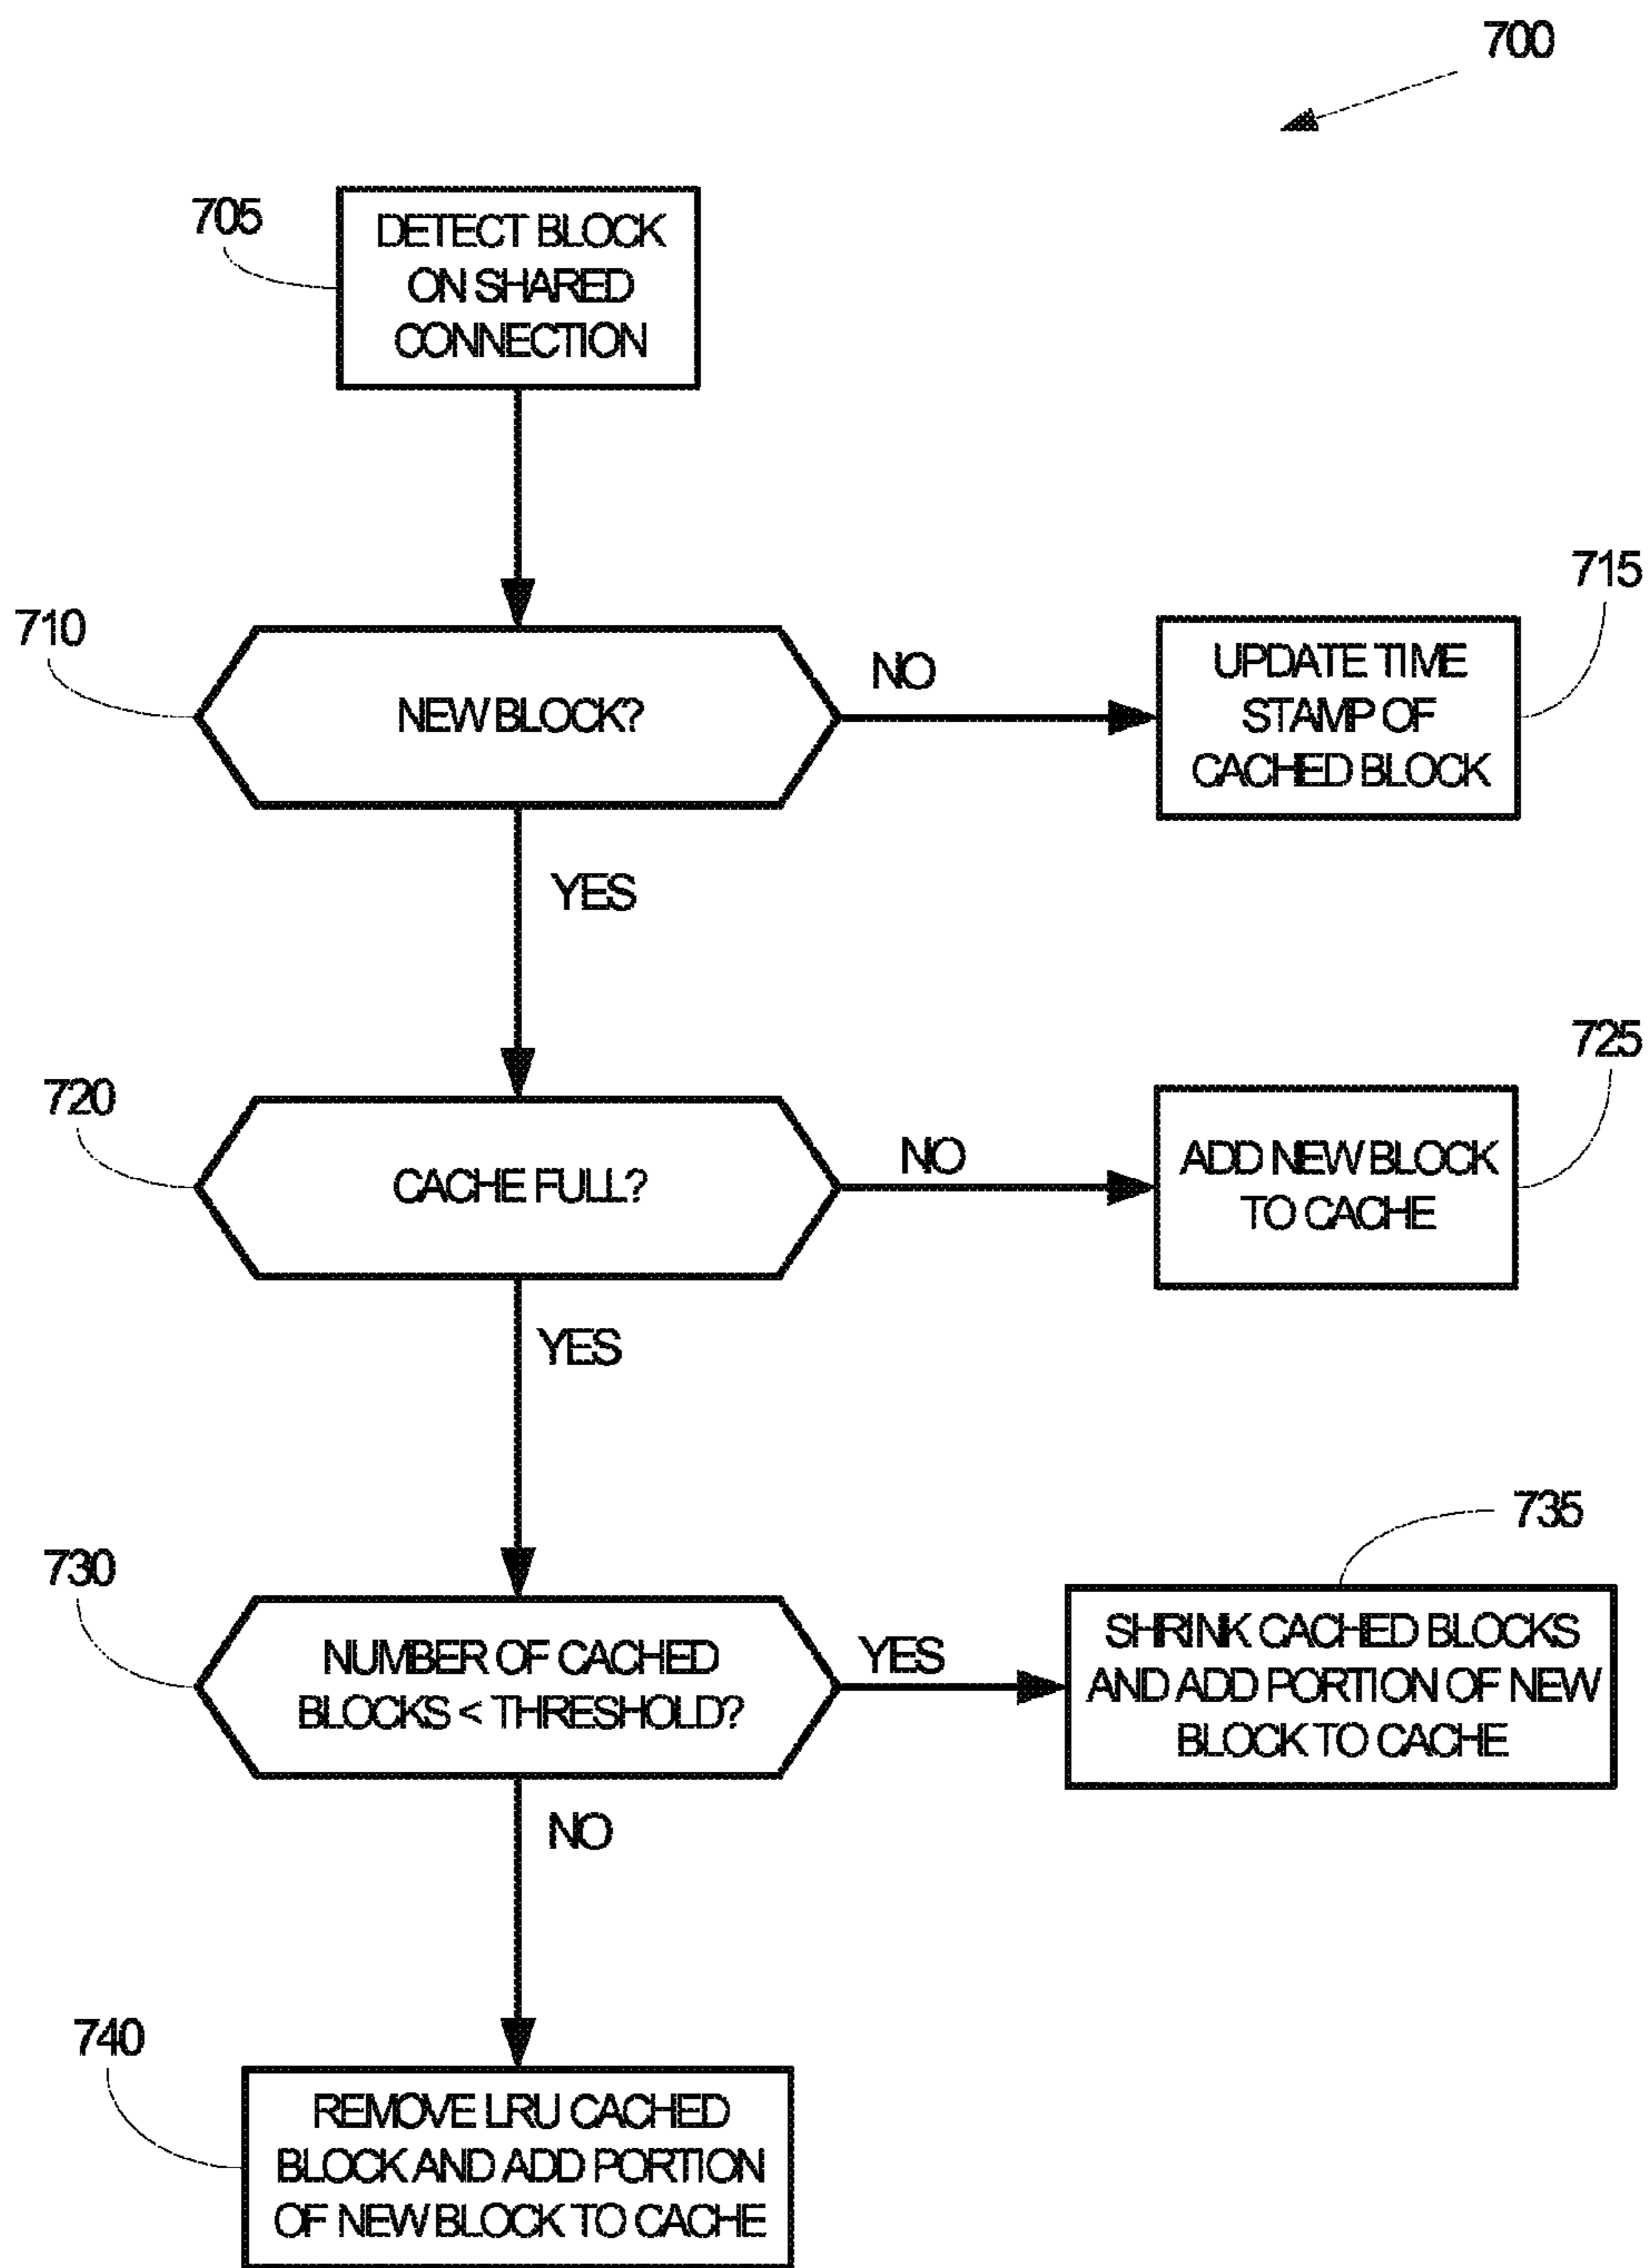 700
705
DETECT BLOCK
ON SHARED
CONNECTION
710
NEW BLOCK?
NO
715
UPDATE TIME
STAMP OF
CACHED BLOCK
YES
720
CACHE FULL?
NO
725
ADD NEW BLOCK
TO CACHE
YES
730
NUMBER OF CACHED
BLOCKS < THRESHOLD?
YES
735
SHRINK CACHED BLOCKS
AND ADD PORTION OF NEW
BLOCK TO CACHE
NO
740
REMOVE LRU CACHED
BLOCK AND ADD PORTION
OF NEW BLOCK TO CACHE